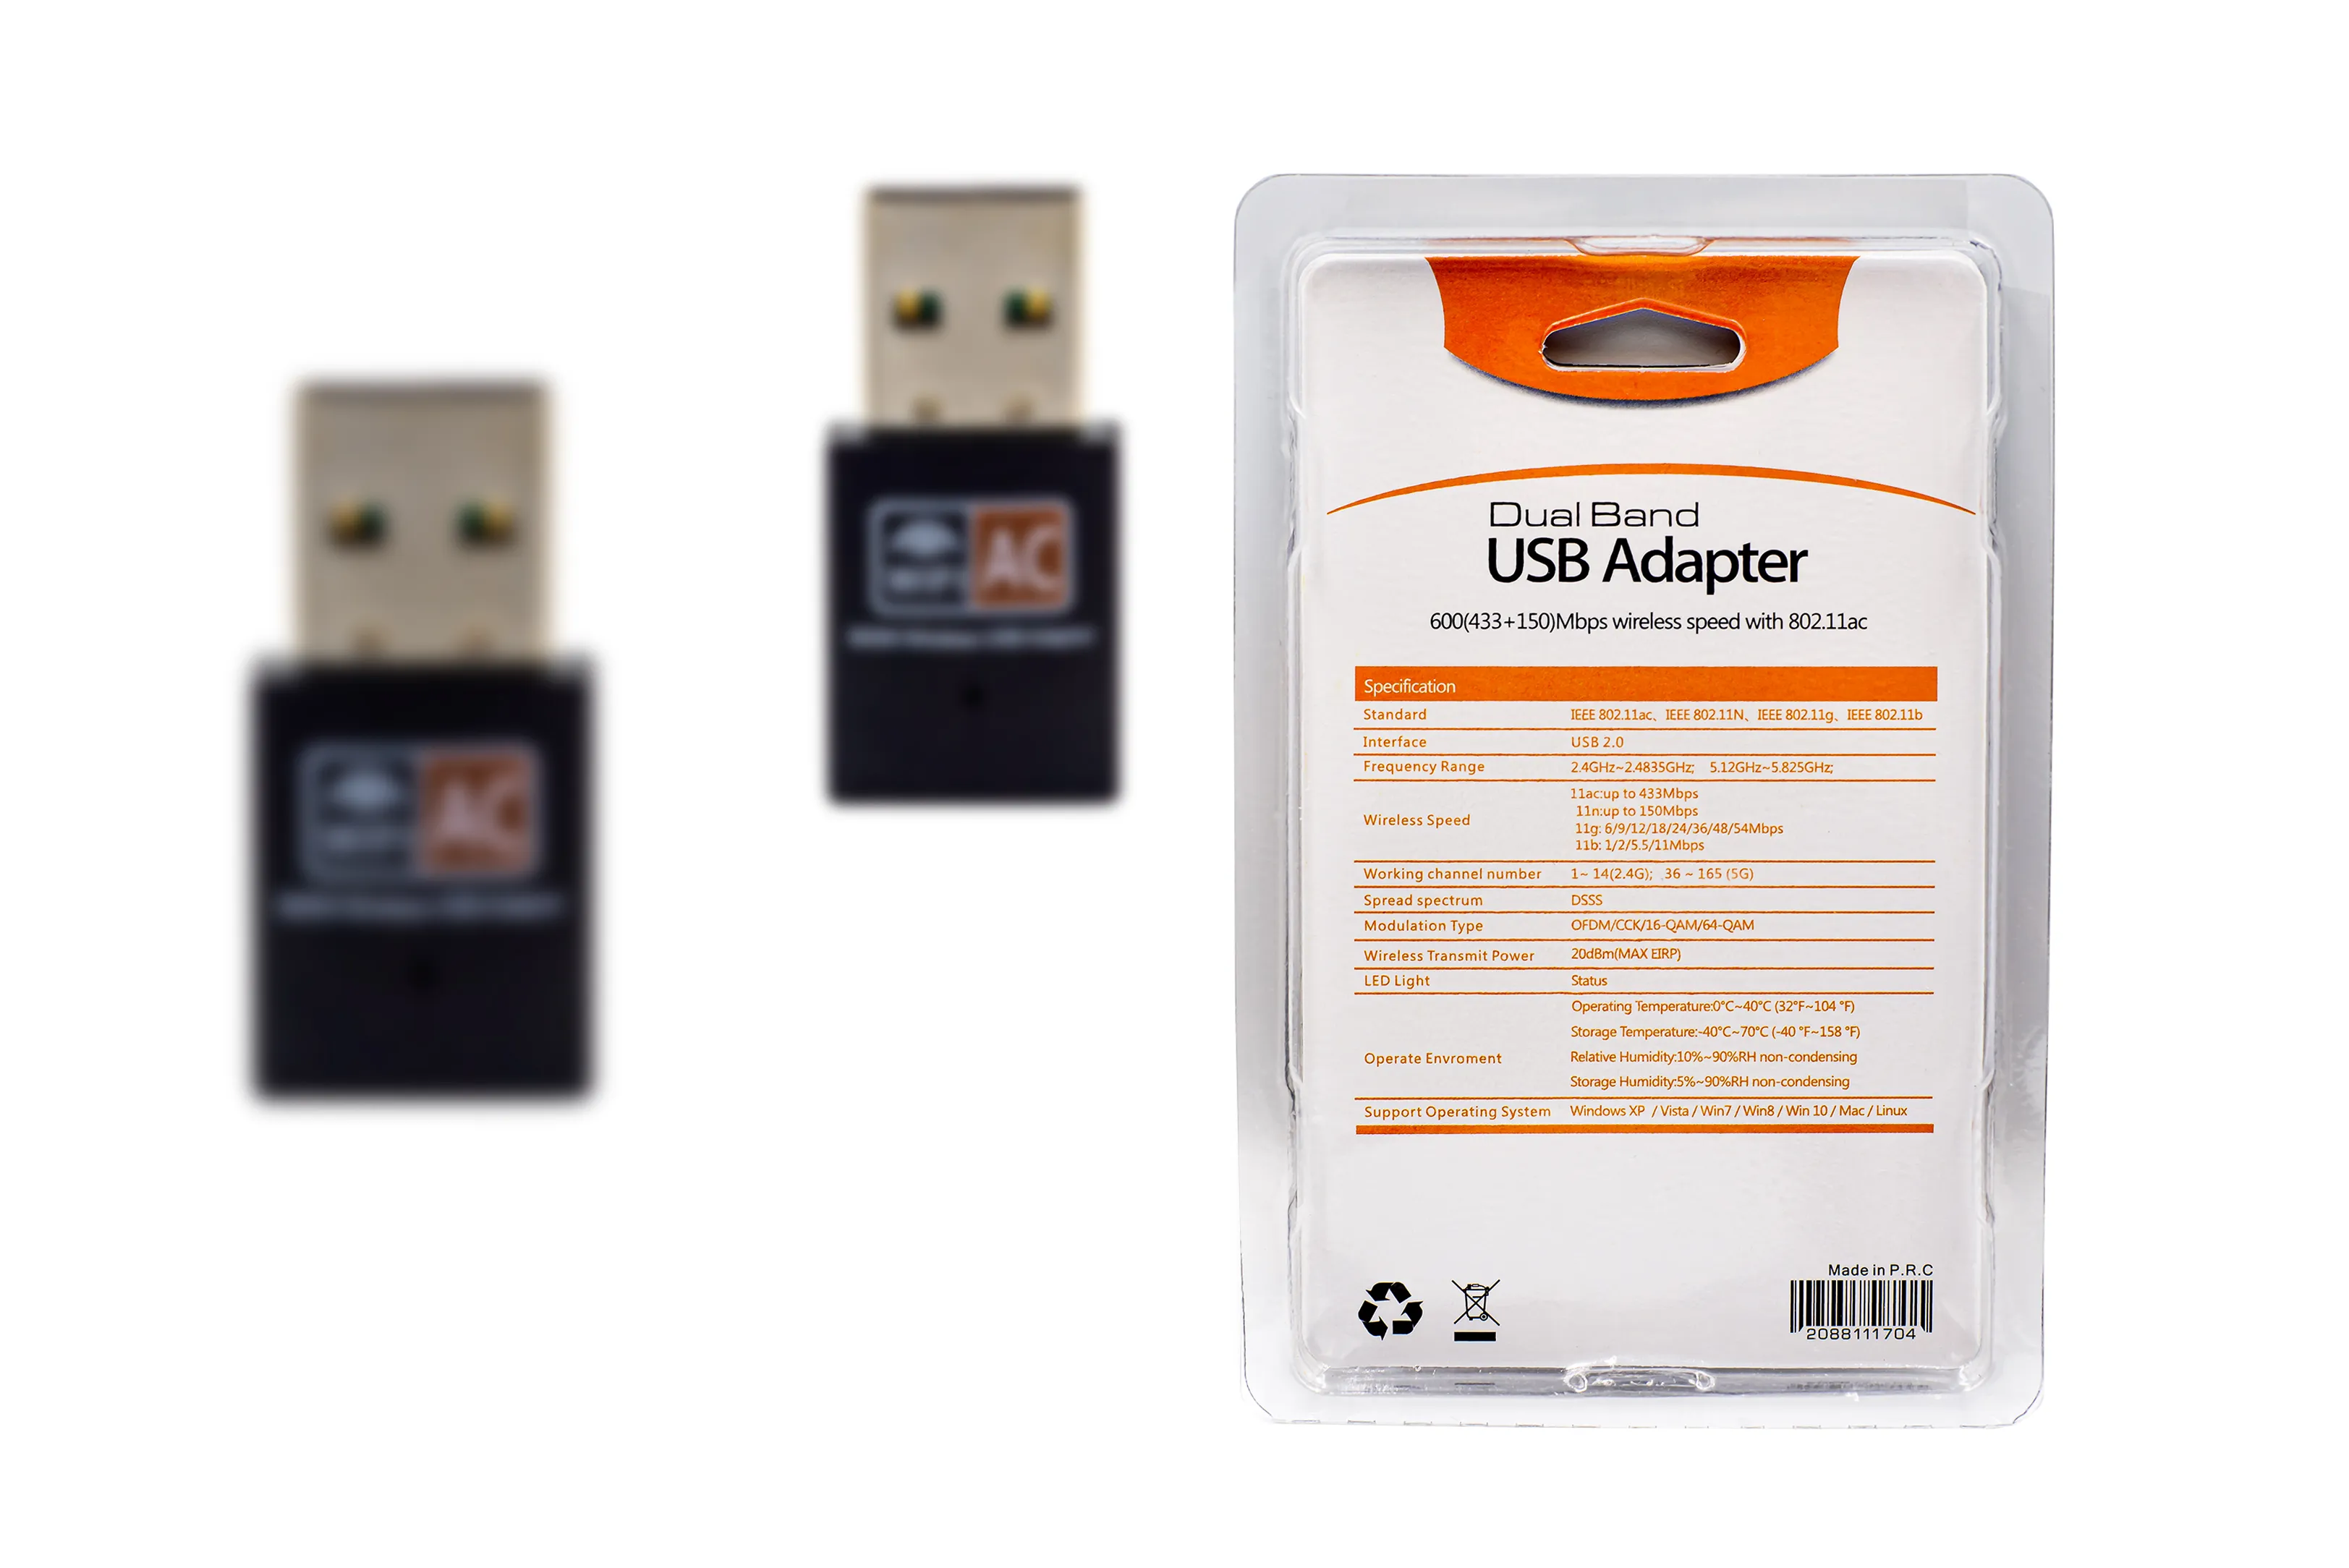 AC
AC
Dual Band
USB Adapter
600(433+150)Mbps wireless speed with 802.11ac
Specification
Standard IEEE 802.11ac、IEEE 802.11N、IEEE 802.11g、IEEE 802.11b
Interface USB 2.0
Frequency Range 2.4GHz~2.4835GHz; 5.12GHz~5.825GHz;
Wireless Speed
11ac:up to 433Mbps
11n:up to 150Mbps
11g: 6/9/12/18/24/36/48/54Mbps
11b: 1/2/5.5/11Mbps
Working channel number 1~ 14(2.4G); 36 ~ 165 (5G)
Spread spectrum DSSS
Modulation Type OFDM/CCK/16-QAM/64-QAM
Wireless Transmit Power 20dBm(MAX EIRP)
LED Light Status
Operate Envroment
Operating Temperature:0°C~40°C (32°F~104 °F)
Storage Temperature:-40°C~70°C (-40 °F~158 °F)
Relative Humidity:10%~90%RH non-condensing
Storage Humidity:5%~90%RH non-condensing
Support Operating System Windows XP / Vista / Win7 / Win8 / Win 10 / Mac / Linux
Made in P.R.C
2088111704